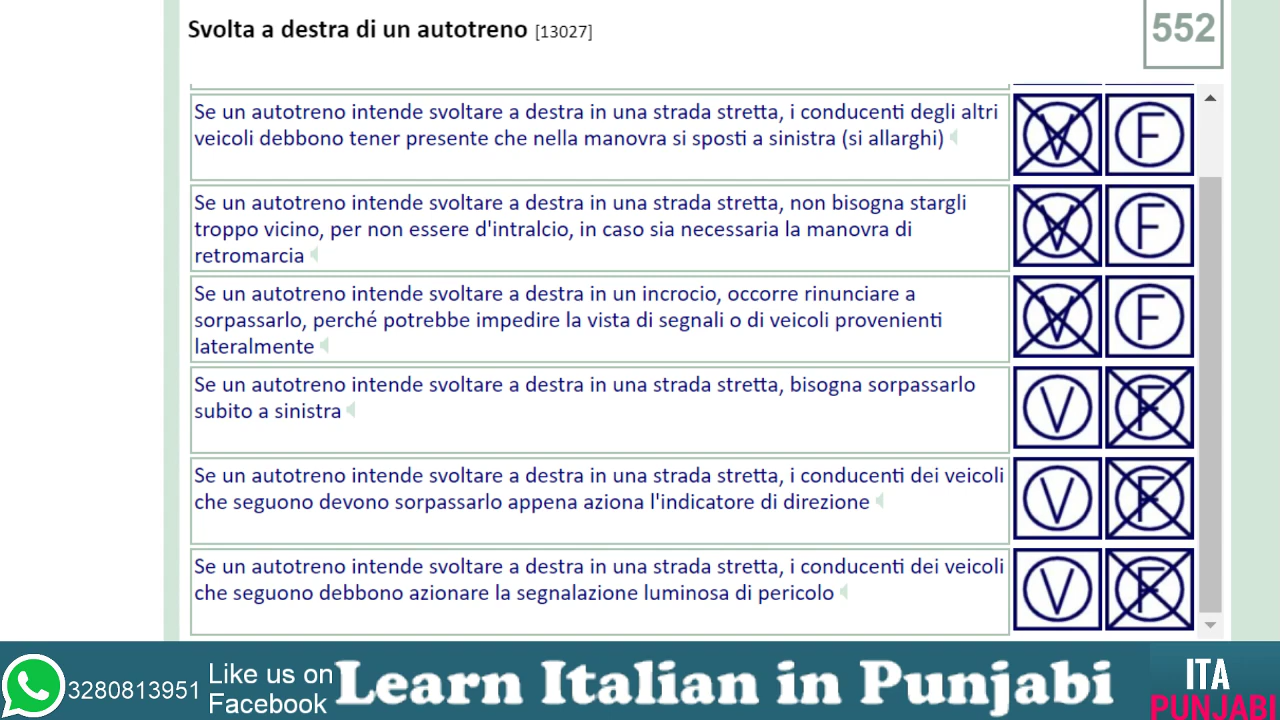 Svolta a destra di un autotreno [13027]
552
Se un autotreno intende svoltare a destra in una strada stretta, i conducenti degli altri
veicoli debbono tener presente che nella manovra si sposti a sinistra (si allarghi)
V F
Se un autotreno intende svoltare a destra in una strada stretta, non bisogna stargli
troppo vicino, per non essere d'intralcio, in caso sia necessaria la manovra di
retromarcia
V F
Se un autotreno intende svoltare a destra in un incrocio, occorre rinunciare a
sorpassarlo, perché potrebbe impedire la vista di segnali o di veicoli provenienti
lateralmente
V F
Se un autotreno intende svoltare a destra in una strada stretta, bisogna sorpassarlo
subito a sinistra
V F
Se un autotreno intende svoltare a destra in una strada stretta, i conducenti dei veicoli
che seguono devono sorpassarlo appena aziona l'indicatore di direzione
V F
Se un autotreno intende svoltare a destra in una strada stretta, i conducenti dei veicoli
che seguono debbono azionare la segnalazione luminosa di pericolo
V F
3280813951
Like us on
Facebook
Learn Italian in Punjabi
ITA
PUNJABI